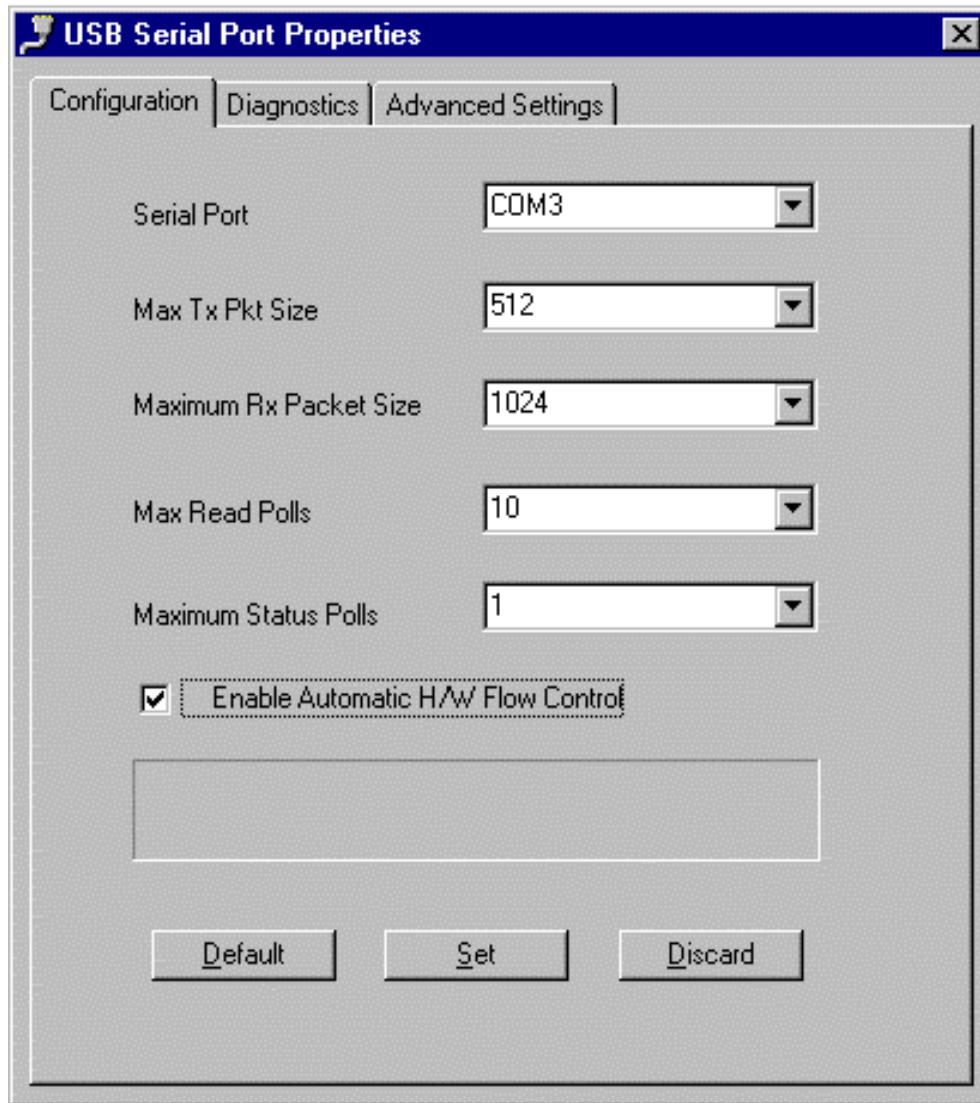 USB Serial Port Properties
Configuration Diagnostics Advanced Settings
Serial Port COM3
Max Tx Pkt Size 512
Maximum Rx Packet Size 1024
Max Read Polls 10
Maximum Status Polls 1
Enable Automatic H/W Flow Control
Default Set Discard